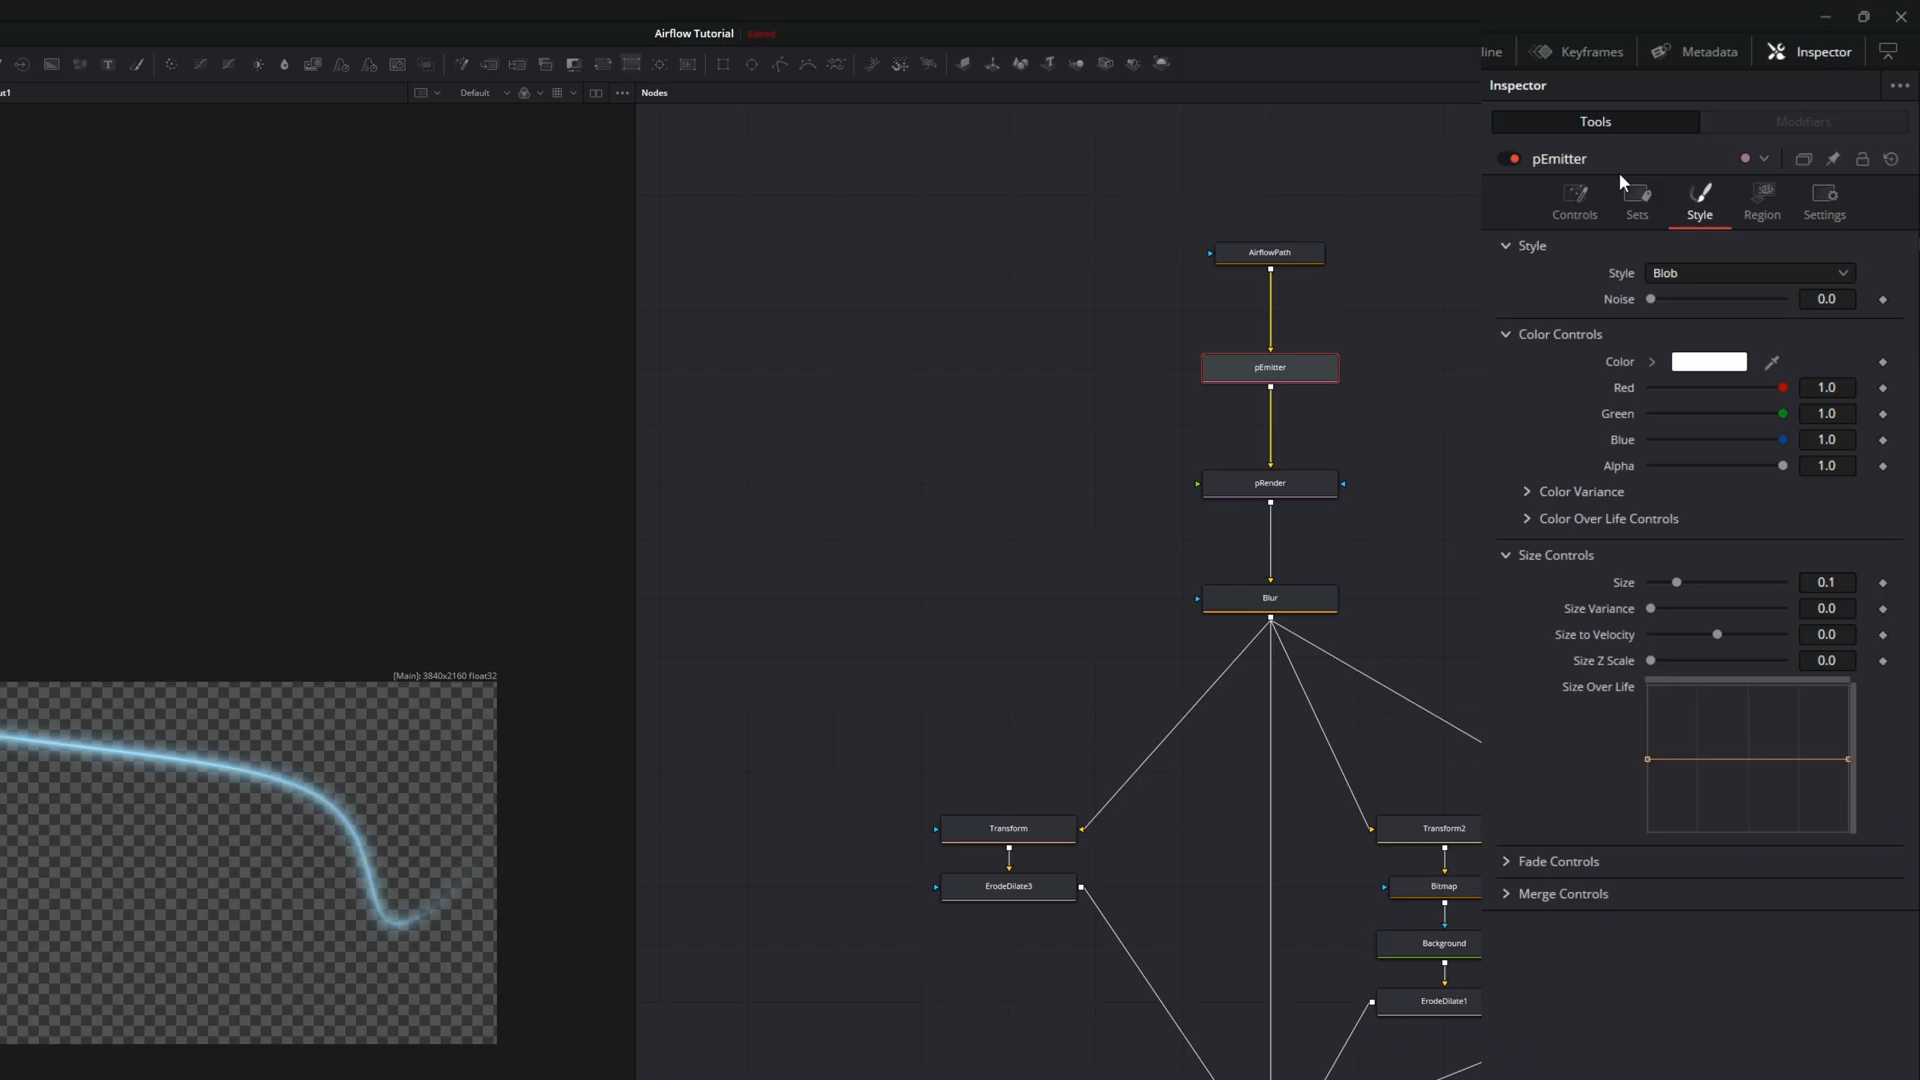 Airflow Tutorial Edited
line Keyframes Metadata Inspector
ut1 Default Nodes
Inspector
Tools Modifiers
pEmitter
Controls Sets Style Region Settings
Style
Style Blob
Noise 0.0
Color Controls
Color
Red 1.0
Green 1.0
Blue 1.0
Alpha 1.0
Color Variance
Color Over Life Controls
Size Controls
Size 0.1
Size Variance 0.0
Size to Velocity 0.0
Size Z Scale 0.0
Size Over Life
Fade Controls
Merge Controls
AirflowPath
pEmitter
pRender
Blur
Transform Transform2
ErodeDilate3 Bitmap
Background
ErodeDilate1
[Main]: 3840x2160 float32